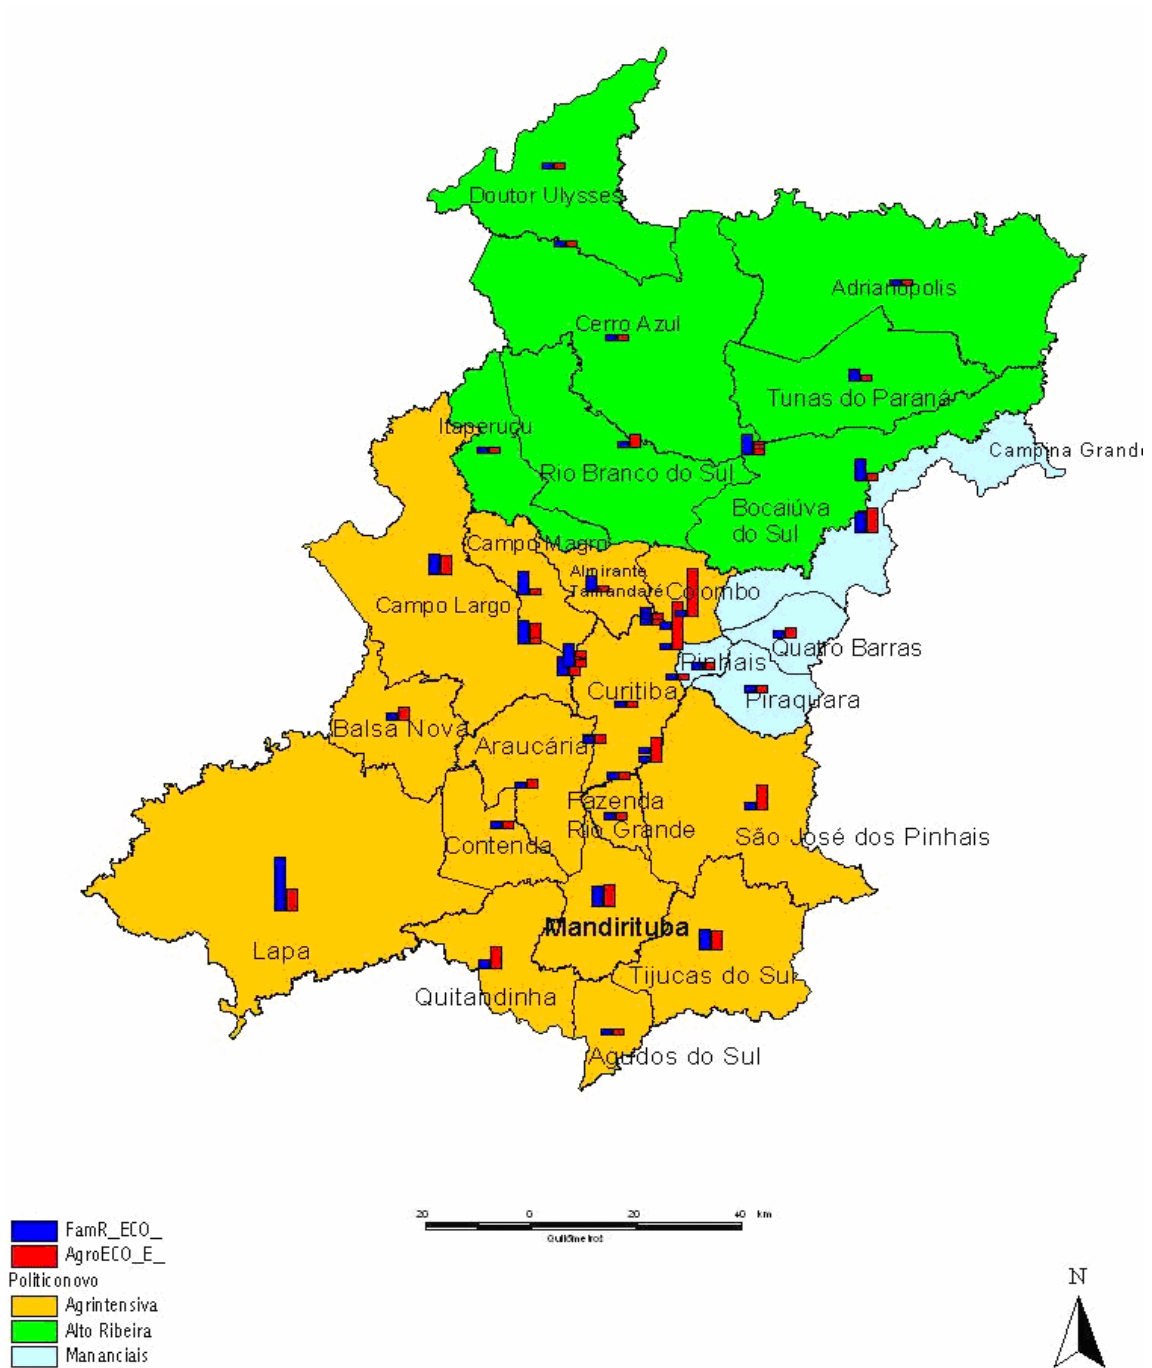 Doutor Ulysses
Adrianópolis
Cerro Azul
Tunas do Paraná
Itaperuçu
Campina Grand
Rio Branco do Sul
Bocaiúva
do Sul
Campo Magro
Almirante
Tamandaré
Colombo
Campo Largo
Quatro Barras
Pinhais
Curitiba
Piraquara
Balsa Nova
Araucária
Fazenda
Rio Grande
São José dos Pinhais
Contenda
Mandirituba
Lapa
Tijucas do Sul
Quitandinha
Agudos do Sul
20 0 20 40 km
Quilômetros
FamR_ECO_
AgroECO_E_
Politiconovo
Agrintensiva
Alto Ribeira
Mananciais
N